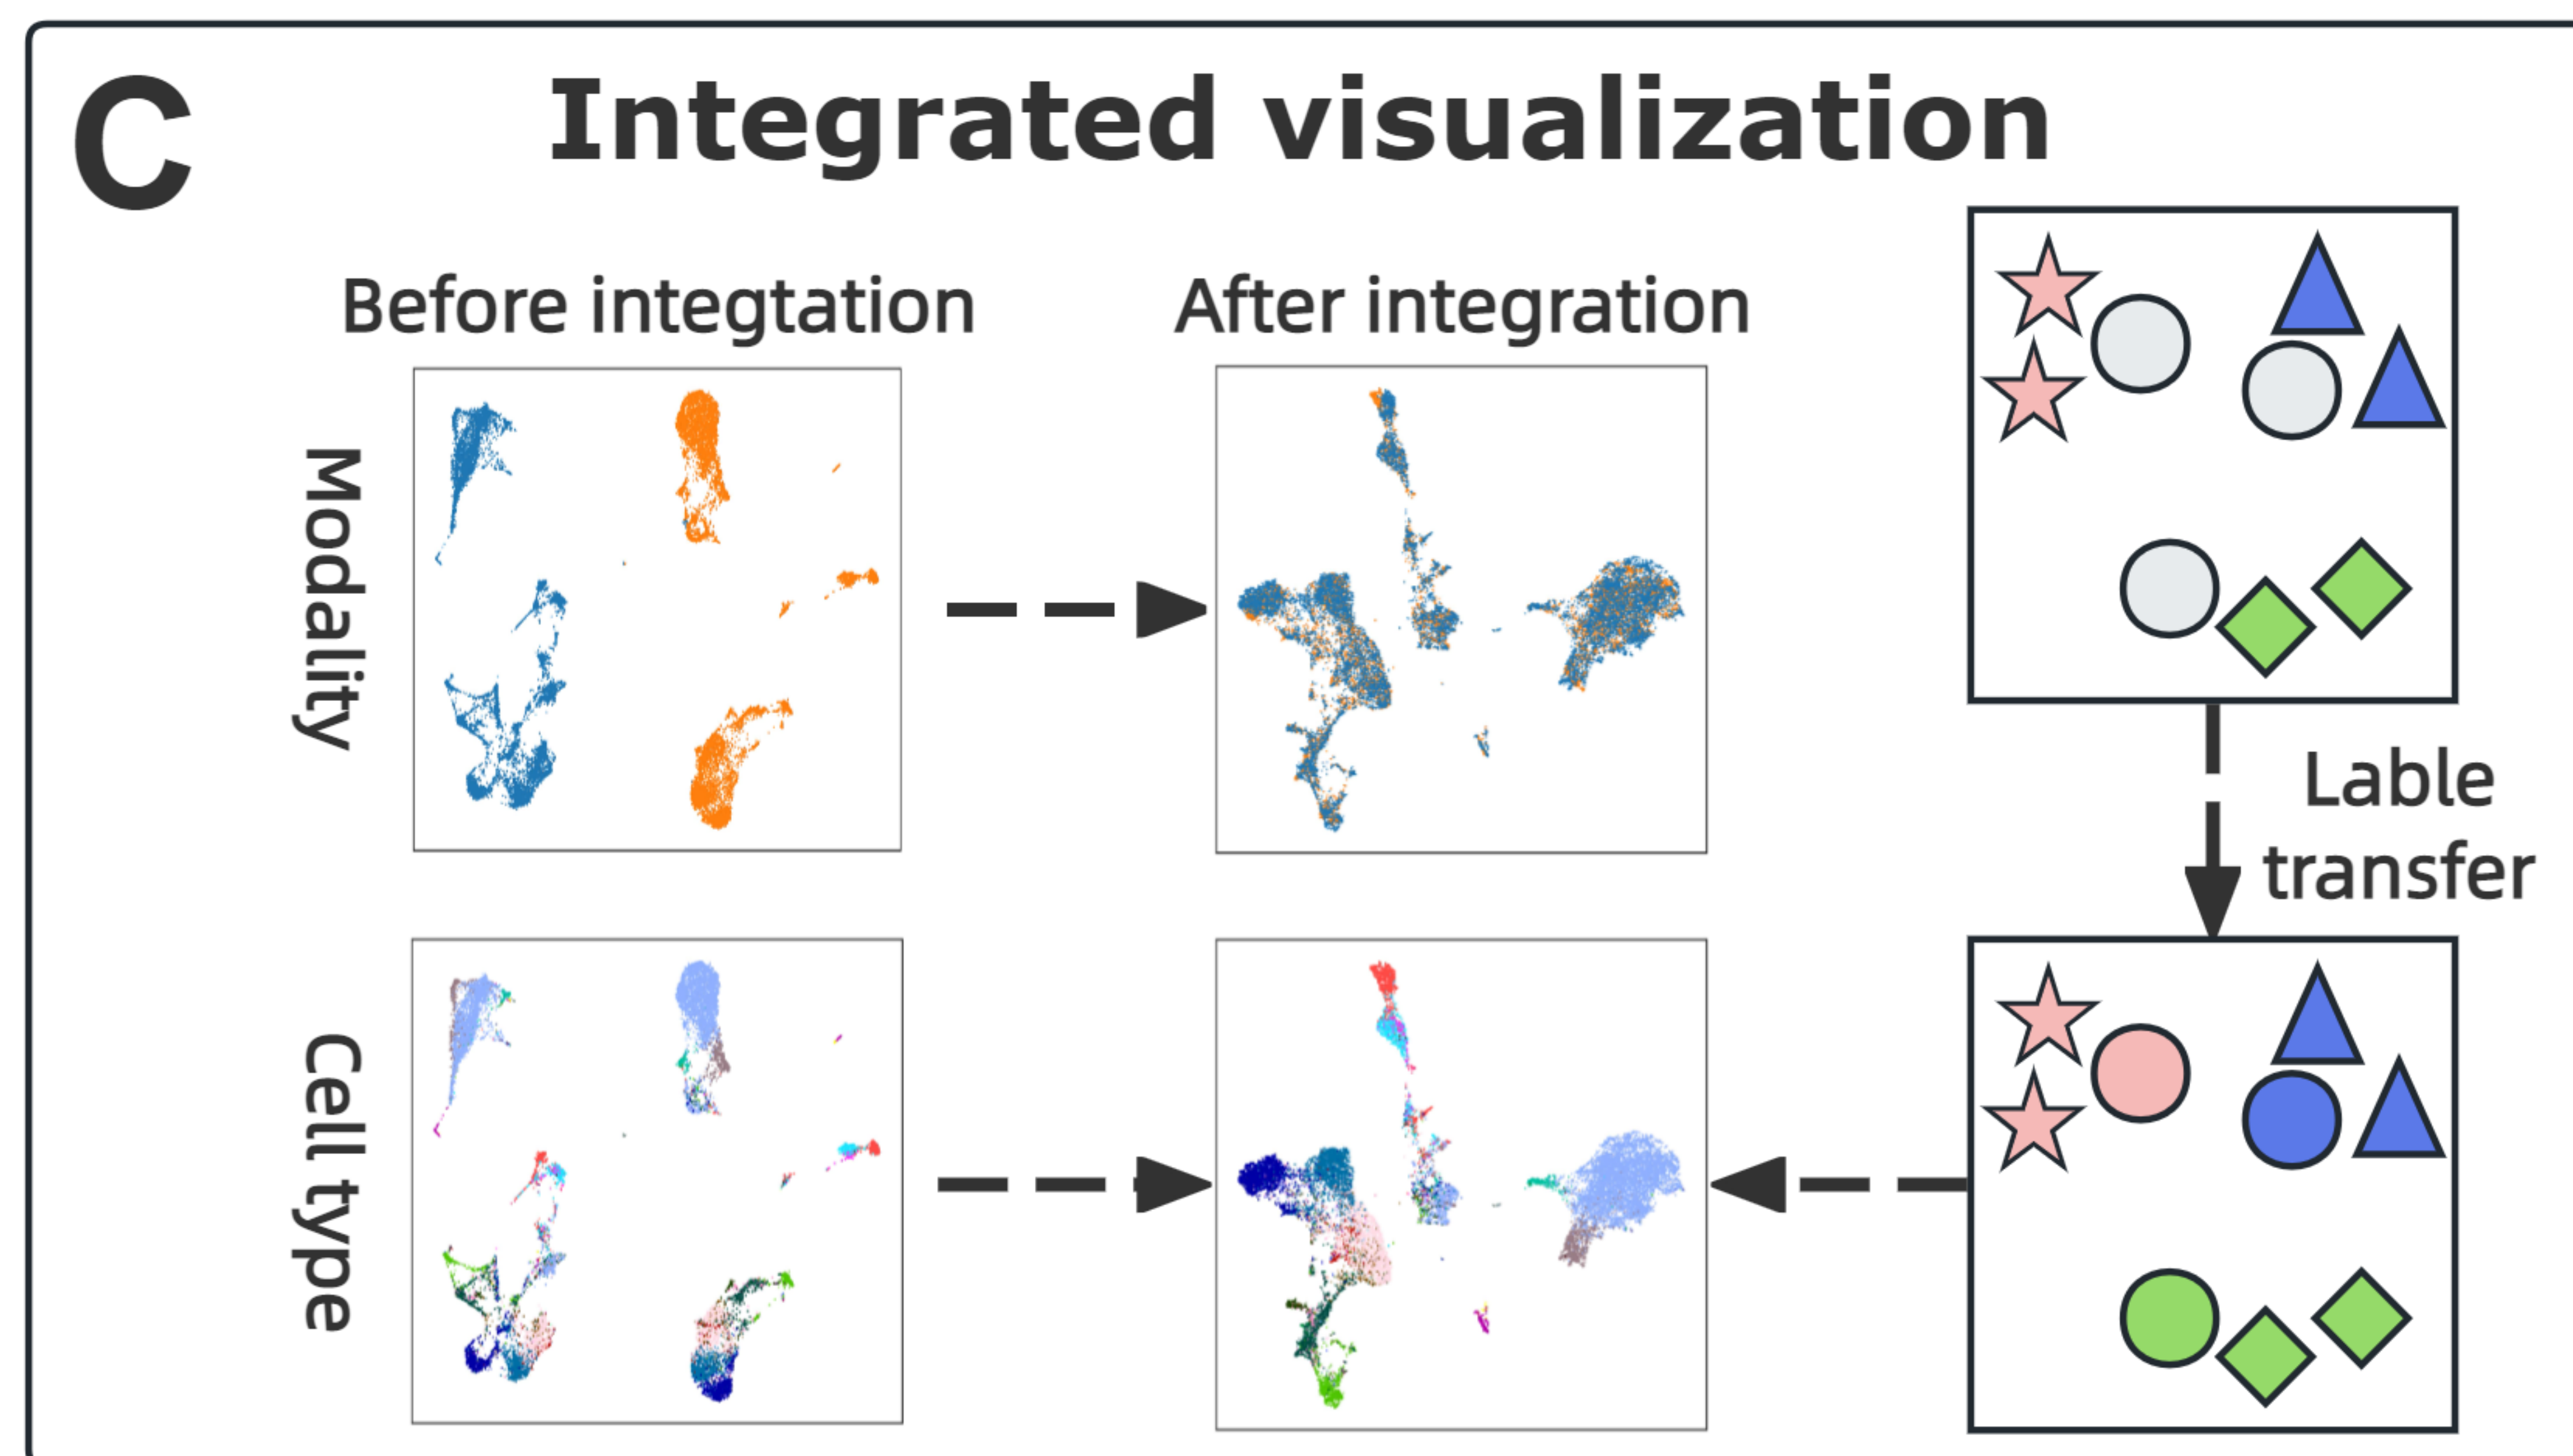 C
Integrated visualization
Before integtation
After integration
Modality
Lable
transfer
Cell type